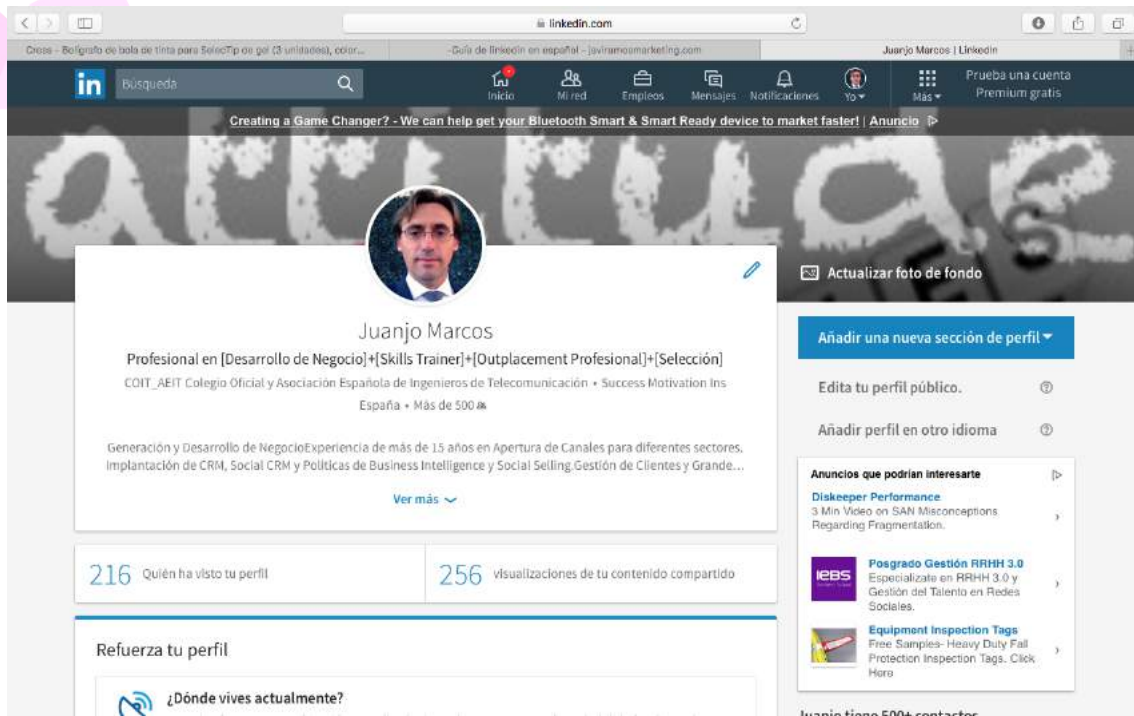 linkedin.com
Cross - Bolígrafo de bola de tinta para SelecTip de gel (3 unidades), color...
-Guía de linkedin en español - javiramosmarketing.com
Juanjo Marcos | LinkedIn
in
Búsqueda
Inicio
Mi red
Empleos
Mensajes
Notificaciones
Yo
Más
Prueba una cuenta
Premium gratis
Creating a Game Changer? - We can help get your Bluetooth Smart & Smart Ready device to market faster! | Anuncio
Actualizar foto de fondo
Juanjo Marcos
Profesional en [Desarrollo de Negocio]+[Skills Trainer]+[Outplacement Profesional]+[Selección]
COIT_AEIT Colegio Oficial y Asociación Española de Ingenieros de Telecomunicación • Success Motivation Ins
España • Más de 500
Generación y Desarrollo de NegocioExperiencia de más de 15 años en Apertura de Canales para diferentes sectores,
Implantación de CRM, Social CRM y Políticas de Business Intelligence y Social Selling.Gestión de Clientes y Grande...
Ver más
216 Quién ha visto tu perfil
256 visualizaciones de tu contenido compartido
Refuerza tu perfil
¿Dónde vives actualmente?
Añadir una nueva sección de perfil
Edita tu perfil público.
Añadir perfil en otro idioma
Anuncios que podrían interesarte
Diskeeper Performance
3 Min Video on SAN Misconceptions
Regarding Fragmentation.
IEBS
Posgrado Gestión RRHH 3.0
Especialízate en RRHH 3.0 y
Gestión del Talento en Redes
Sociales.
Equipment Inspection Tags
Free Samples- Heavy Duty Fall
Protection Inspection Tags. Click
Here
Juanjo tiene 500+ contactos